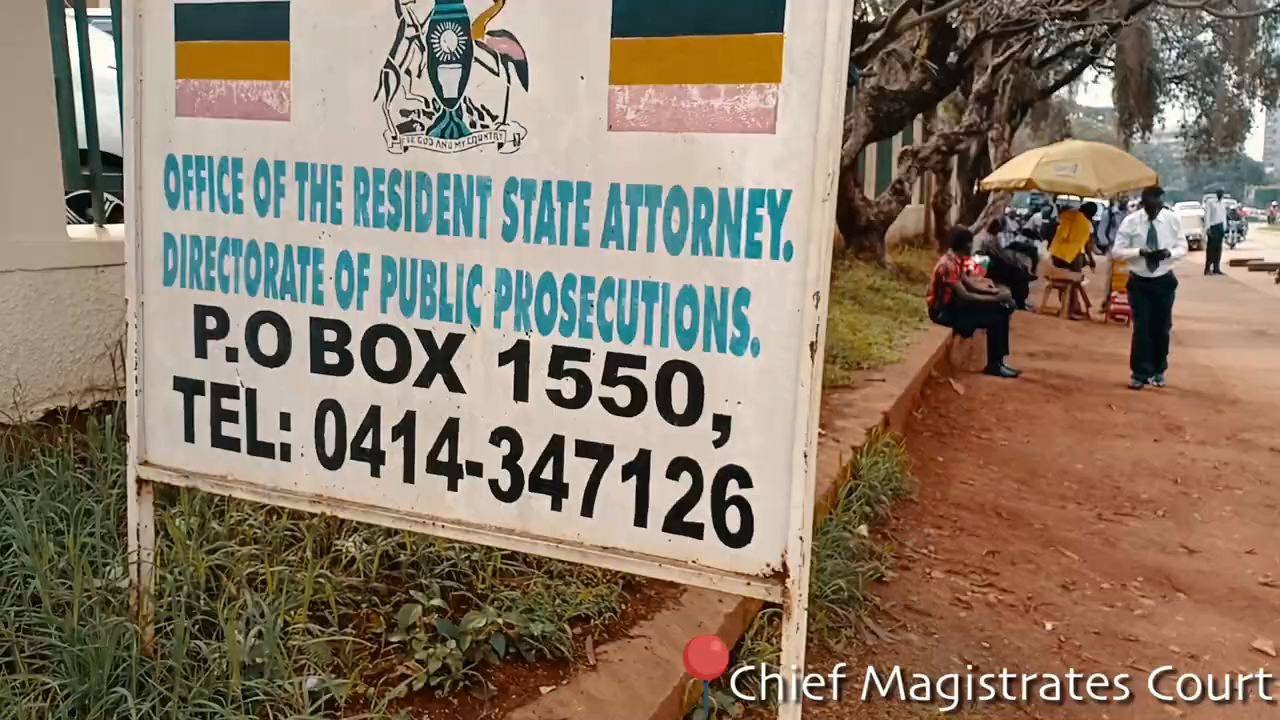 FOR GOD AND MY COUNTRY
OFFICE OF THE RESIDENT STATE ATTORNEY.
DIRECTORATE OF PUBLIC PROSECUTIONS.
P.O BOX 1550,
TEL: 0414-347126
Chief Magistrates Court